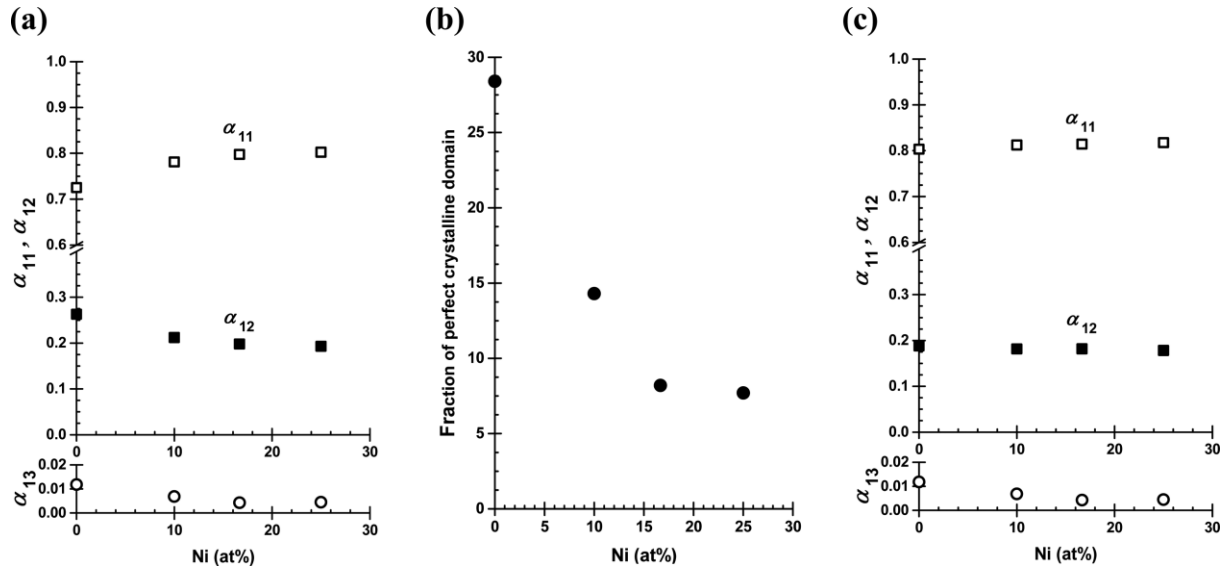 (a)
1.0
0.9
0.8
0.7
0.6
0.3
0.2
0.1
0.0
α11
α12
α11 , α12
0 10 20 30
0.02
0.01
0.00
α13
0 10 20 30
Ni (at%)
(b)
30
25
20
15
10
5
0
Fraction of perfect crystalline domain
0 5 10 15 20 25 30
Ni (at%)
(c)
1.0
0.9
0.8
0.7
0.6
0.3
0.2
0.1
0.0
α11
α12
α11 , α12
0 10 20 30
0.02
0.01
0.00
α13
0 10 20 30
Ni (at%)